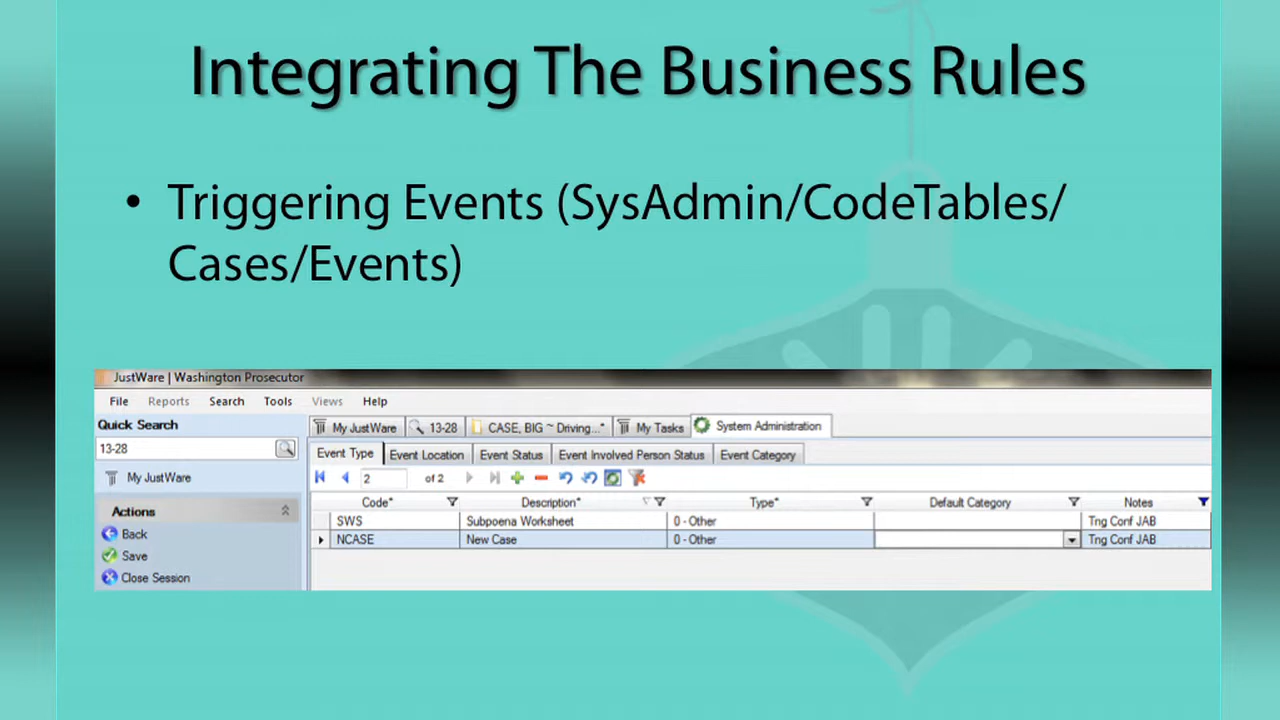 Integrating The Business Rules
• Triggering Events (SysAdmin/CodeTables/
Cases/Events)
JustWare | Washington Prosecutor
File Reports Search Tools Views Help
Quick Search
My JustWare 13-28 CASE, BIG ~ Driving...* My Tasks System Administration
13-28
Event Type Event Location Event Status Event Involved Person Status Event Category
My JustWare
2 of 2
Code* Description* Type* Default Category Notes
Actions
SWS Subpoena Worksheet 0 - Other Tng Conf JAB
Back
NCASE New Case 0 - Other Tng Conf JAB
Save
Close Session